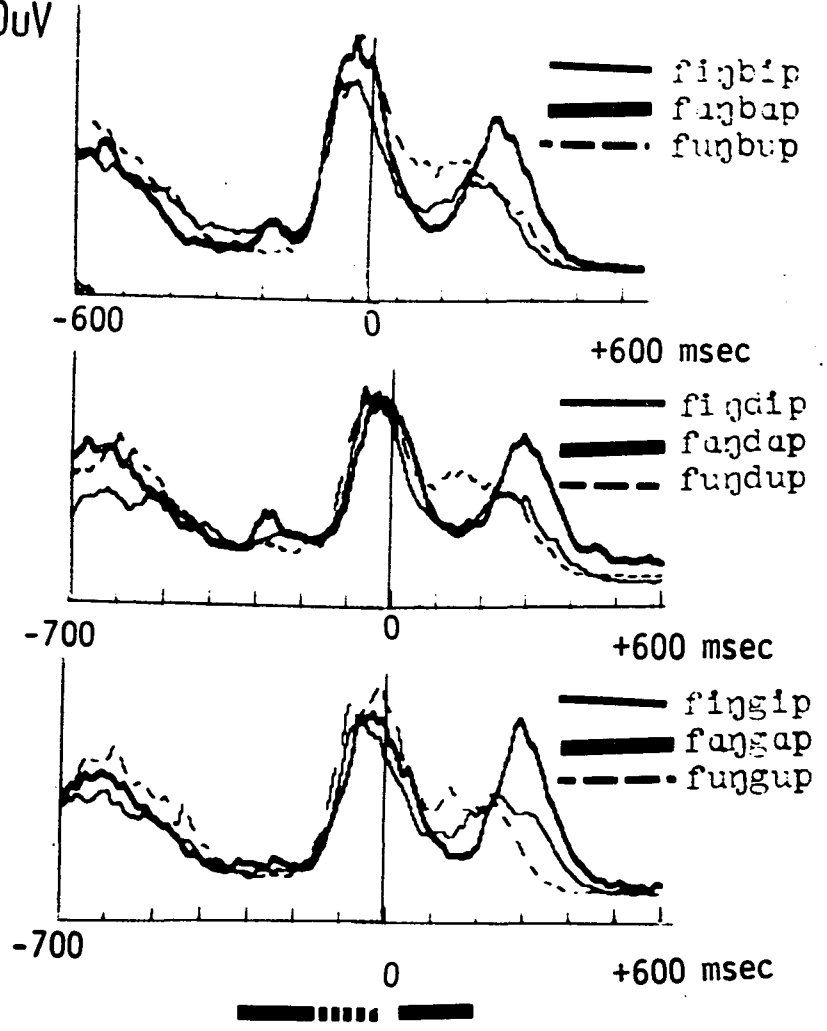 0uV
fiŋbip
faŋbap
fuŋbup
-600 0 +600 msec
fiŋdip
faŋdap
fuŋdup
-700 0 +600 msec
fiŋgip
faŋgap
fuŋgup
-700 0 +600 msec